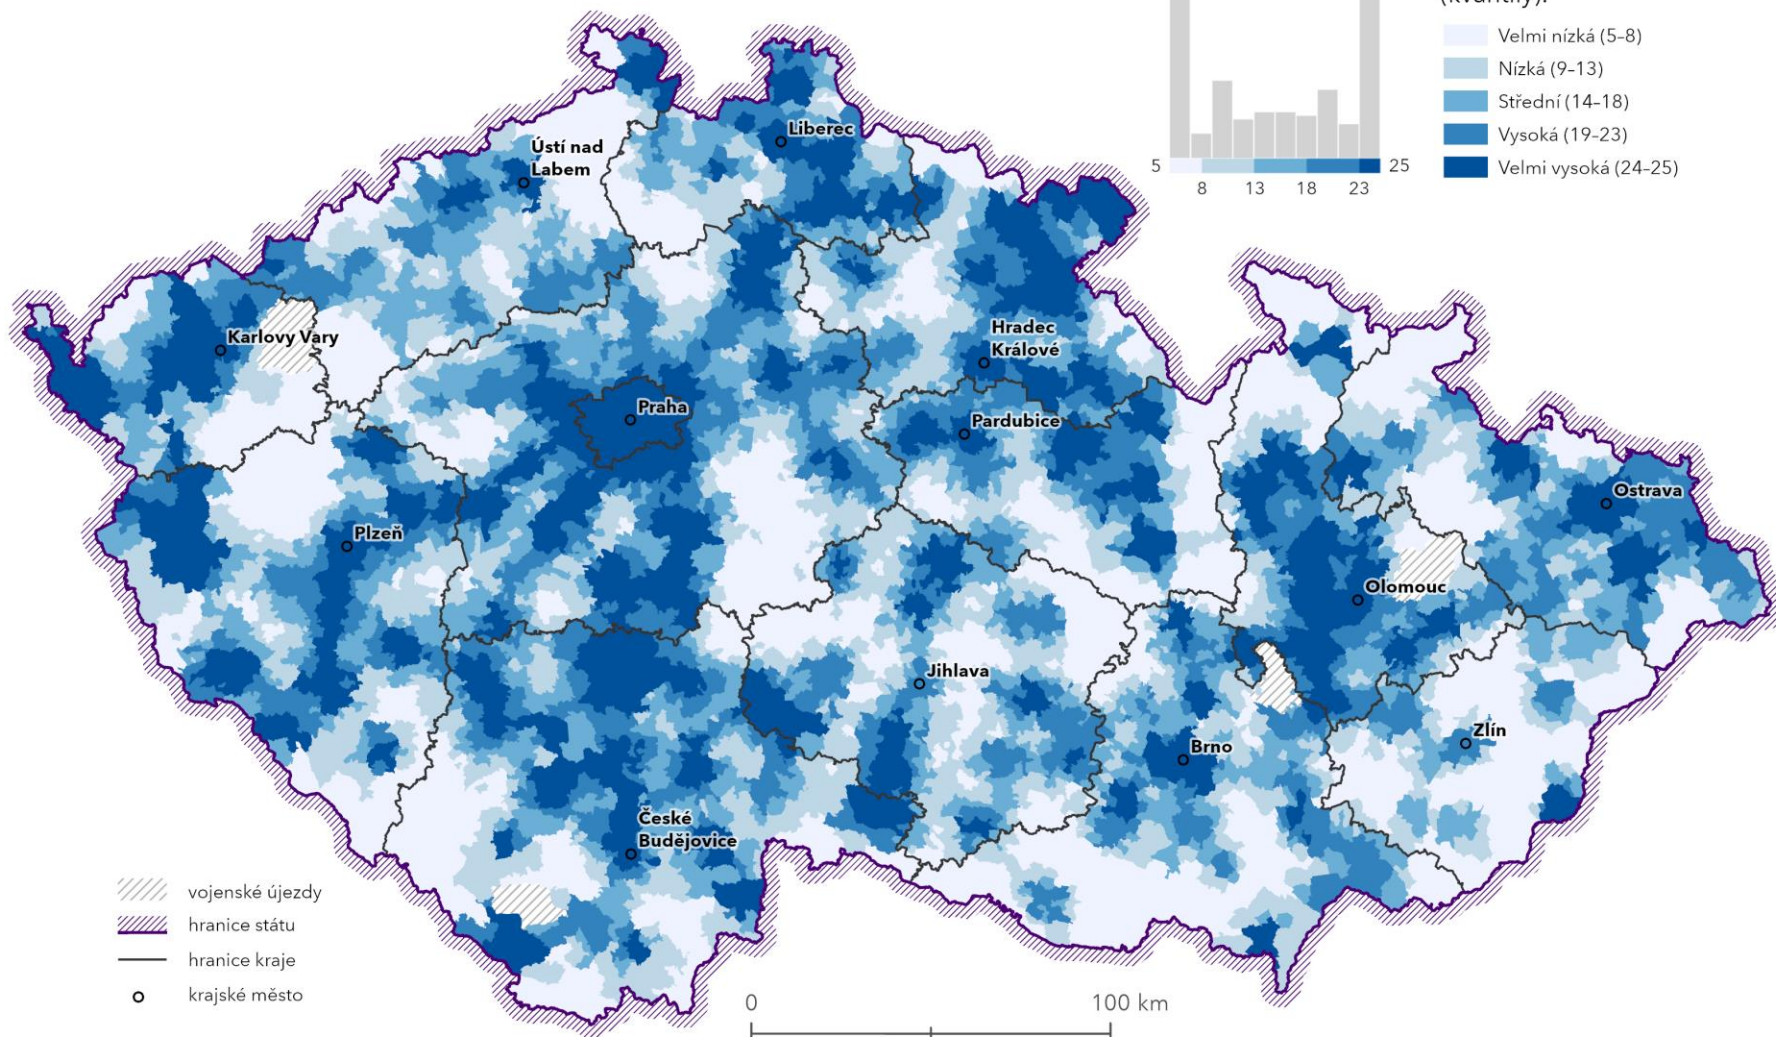 (kvantily):
Velmi nízká (5–8)
Nízká (9–13)
Střední (14–18)
Vysoká (19–23)
Velmi vysoká (24–25)
5
25
8
13
18
23
Liberec
Ústí nad
Labem
Karlovy Vary
Hradec
Králové
Praha
Pardubice
Ostrava
Plzeň
Olomouc
Jihlava
Zlín
Brno
České
Budějovice
vojenské újezdy
hranice státu
hranice kraje
krajské město
0
100 km